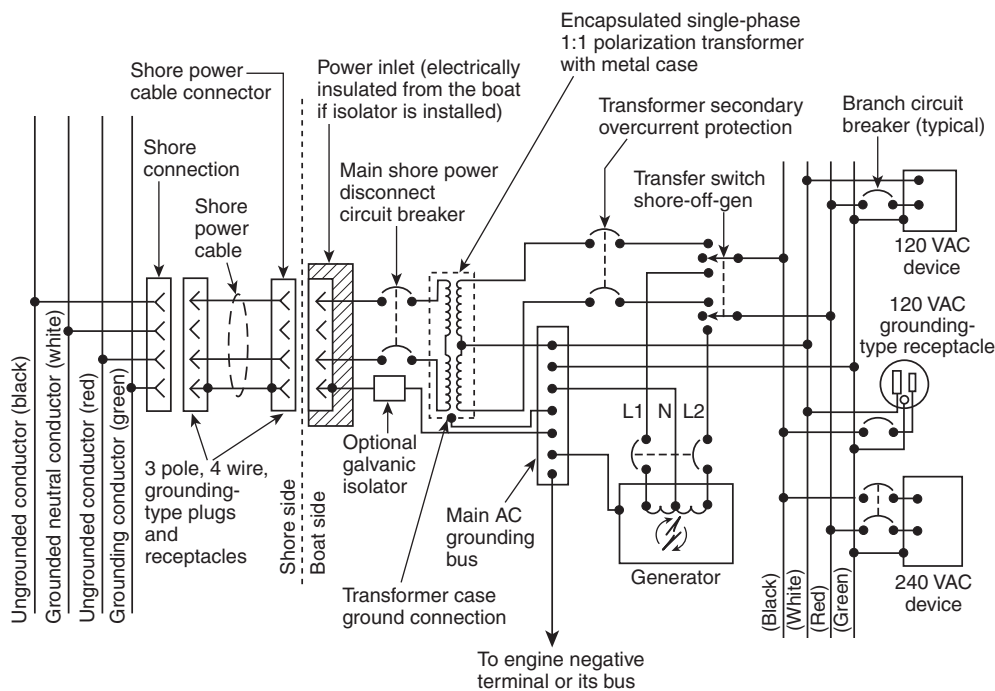 Encapsulated single-phase
1:1 polarization transformer
with metal case
Shore power
cable connector
Power inlet (electrically
insulated from the boat
if isolator is installed)
Transformer secondary
overcurrent protection
Branch circuit
breaker (typical)
Shore
connection
Main shore power
disconnect
circuit breaker
Transfer switch
shore-off-gen
Shore
power
cable
120 VAC
device
120 VAC
grounding-
type receptacle
L1 N L2
Optional
galvanic
isolator
3 pole, 4 wire,
grounding-
type plugs
and
receptacles
Main AC
grounding
bus
Generator
Transformer case
ground connection
240 VAC
device
Ungrounded conductor (black)
Grounded neutral conductor (white)
Ungrounded conductor (red)
Grounding conductor (green)
Shore side
Boat side
(Black)
(White)
(Red)
(Green)
To engine negative
terminal or its bus